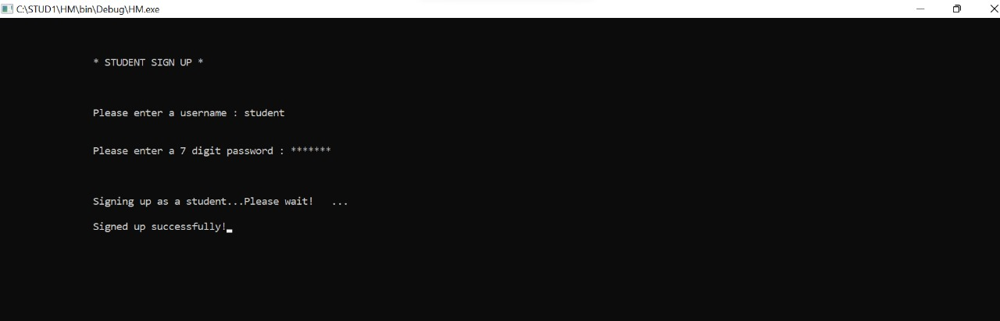 C:\STUD1\HM\bin\Debug\HM.exe
* STUDENT SIGN UP *
Please enter a username : student
Please enter a 7 digit password : *******
Signing up as a student...Please wait!   ...
Signed up successfully!